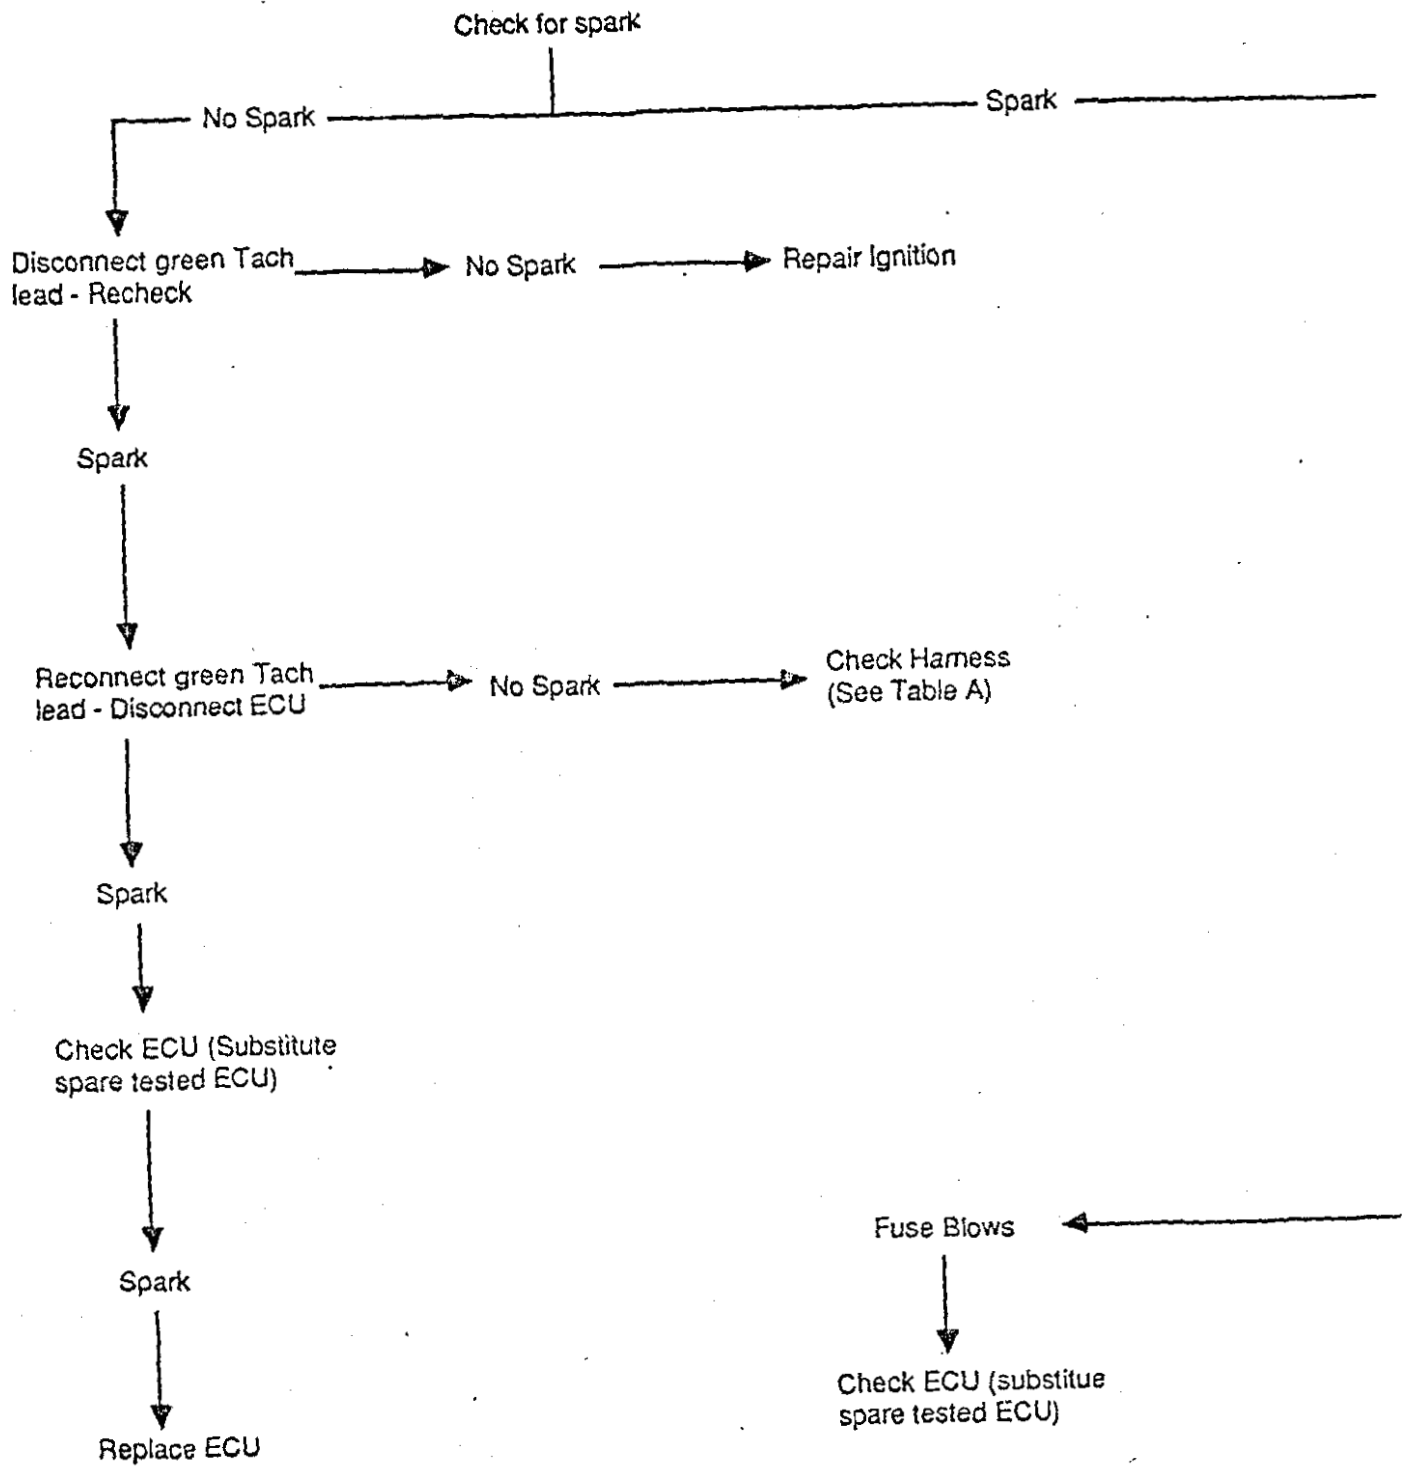 Check for spark
No Spark
Spark
Disconnect green Tach
lead - Recheck
No Spark
Repair Ignition
Spark
Reconnect green Tach
lead - Disconnect ECU
No Spark
Check Harness
(See Table A)
Spark
Check ECU (Substitute
spare tested ECU)
Fuse Blows
Spark
Check ECU (substitue
spare tested ECU)
Replace ECU